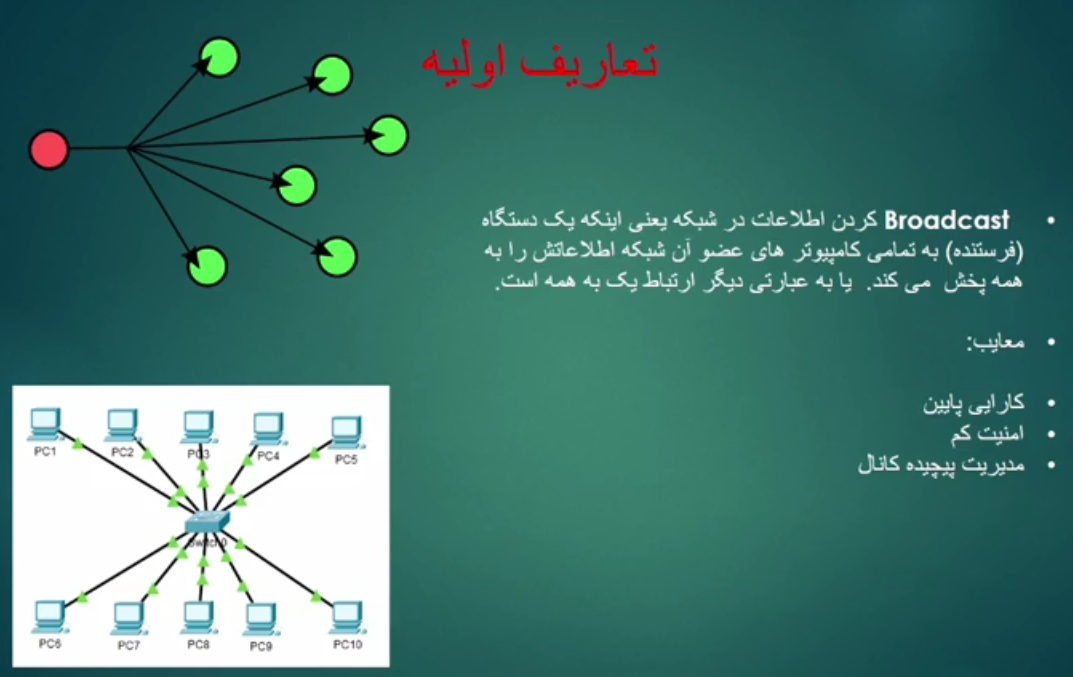 تعاریف اولیه
• Broadcast کردن اطلاعات در شبکه یعنی اینکه یک دستگاه
(فرستنده) به تمامی کامپیوتر های عضو آن شبکه اطلاعاتش را به
همه پخش می کند. یا به عبارتی دیگر ارتباط یک به همه است.
• معایب:
• کارایی پایین
• امنیت کم
• مدیریت پیچیده کانال
PC1 PC2 PC3 PC4 PC5
Switch0
PC6 PC7 PC8 PC9 PC10